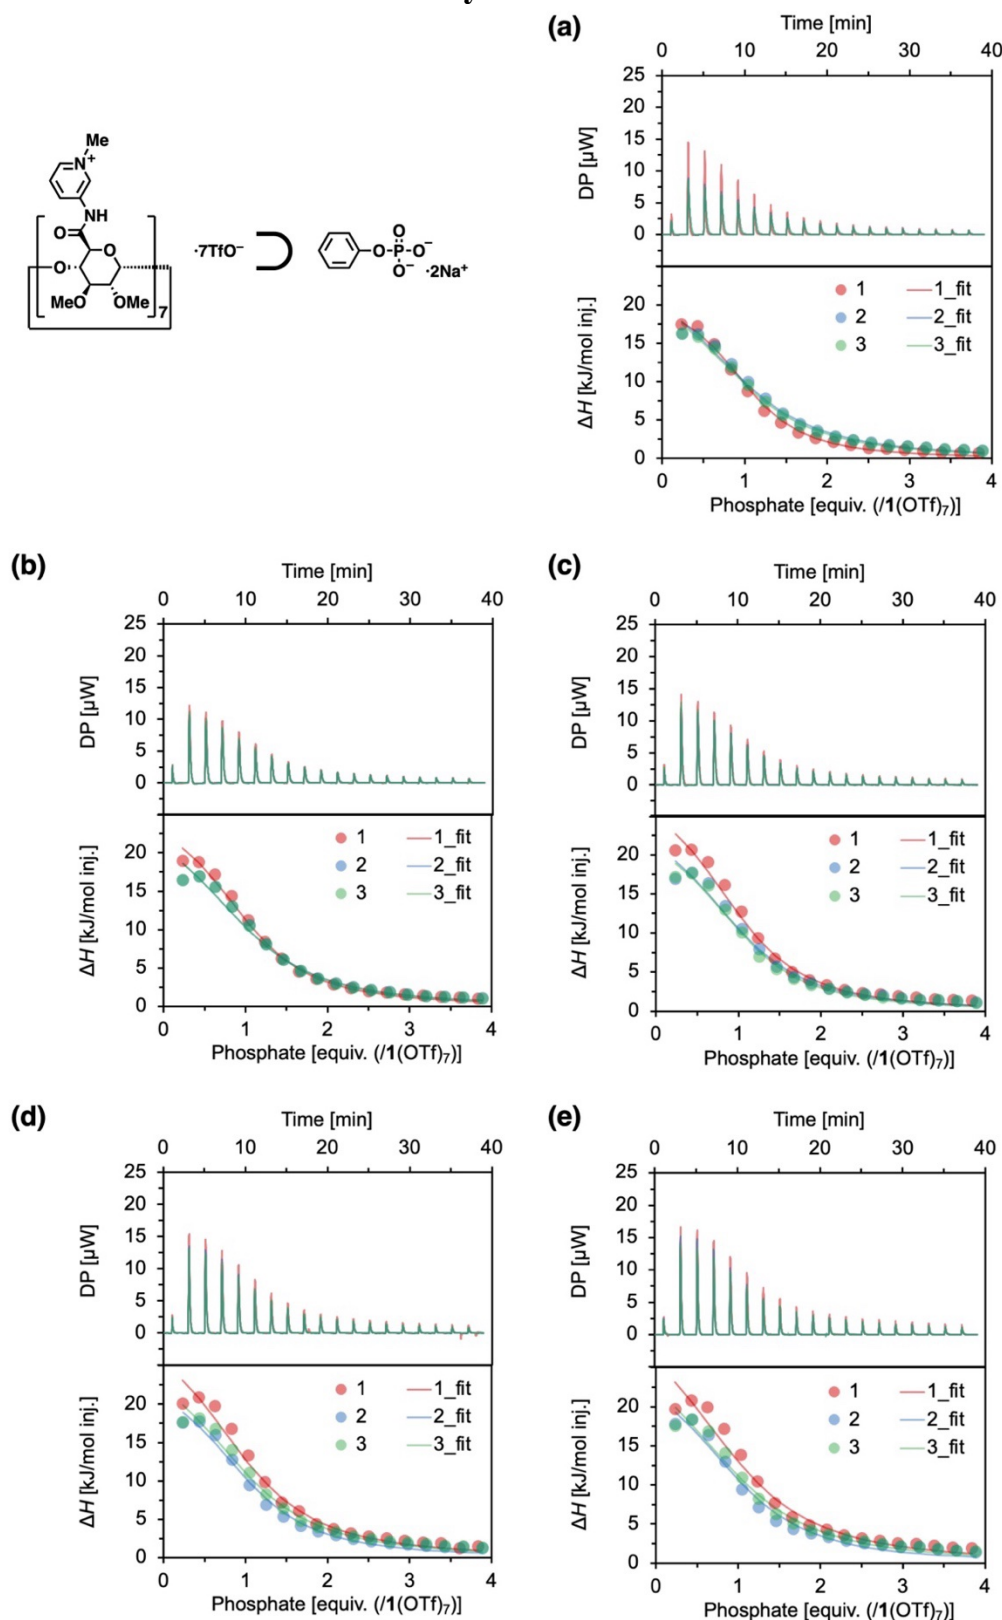 (a)
Time [min]
0 10 20 30 40
25
20
15
10
5
0
DP [µW]
Me
N+
NH
O
O
O
MeO OMe
7
·7TfO⁻
O
O P O⁻
O⁻ ·2Na⁺
20
15
10
5
0
ΔH [kJ/mol inj.]
1 1_fit
2 2_fit
3 3_fit
0 1 2 3 4
Phosphate [equiv. (/1(OTf)₇)]
(b)
Time [min]
0 10 20 30 40
25
20
15
10
5
0
DP [µW]
20
15
10
5
0
ΔH [kJ/mol inj.]
1 1_fit
2 2_fit
3 3_fit
0 1 2 3 4
Phosphate [equiv. (/1(OTf)₇)]
(c)
Time [min]
0 10 20 30 40
25
20
15
10
5
0
DP [µW]
20
15
10
5
0
ΔH [kJ/mol inj.]
1 1_fit
2 2_fit
3 3_fit
0 1 2 3 4
Phosphate [equiv. (/1(OTf)₇)]
(d)
Time [min]
0 10 20 30 40
25
20
15
10
5
0
DP [µW]
20
15
10
5
0
ΔH [kJ/mol inj.]
1 1_fit
2 2_fit
3 3_fit
0 1 2 3 4
Phosphate [equiv. (/1(OTf)₇)]
(e)
Time [min]
0 10 20 30 40
25
20
15
10
5
0
DP [µW]
20
15
10
5
0
ΔH [kJ/mol inj.]
1 1_fit
2 2_fit
3 3_fit
0 1 2 3 4
Phosphate [equiv. (/1(OTf)₇)]